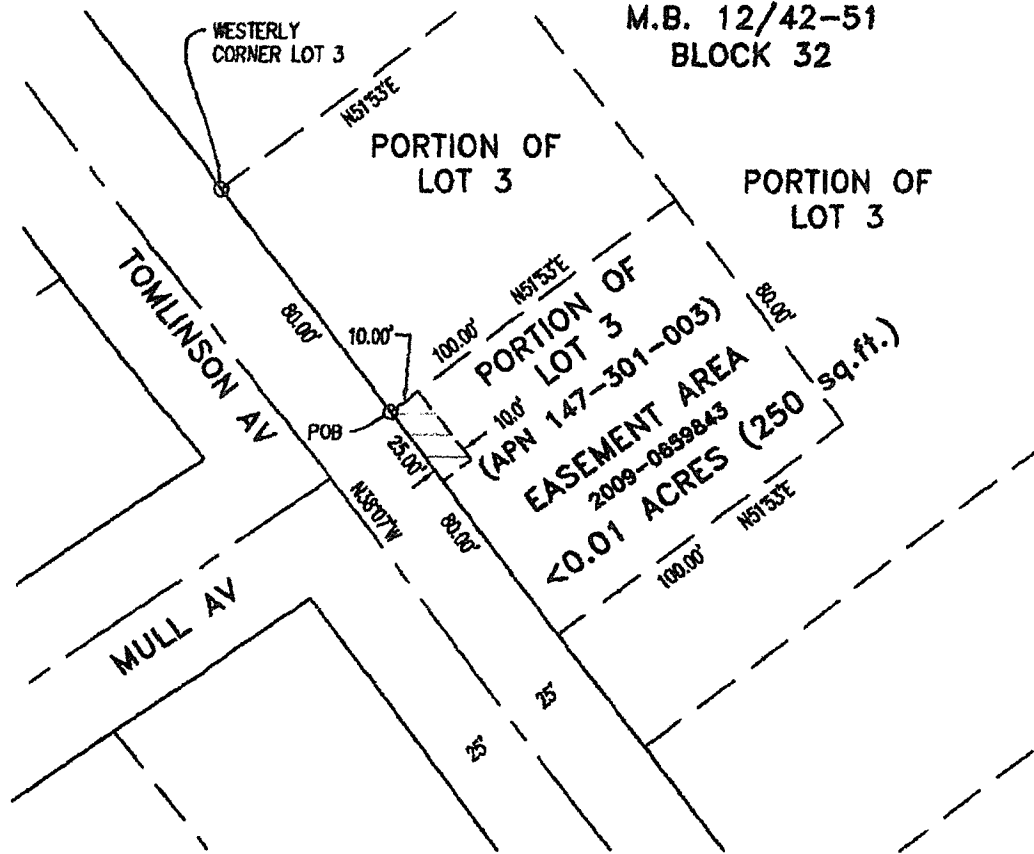 M.B. 12/42-51
BLOCK 32
WESTERLY
CORNER LOT 3
N51°53'E
PORTION OF
LOT 3
PORTION OF
LOT 3
TOMLINSON AV
80.00'
10.00'
100.00'
N51°53'E
80.00'
PORTION OF
LOT 3
(APN 147-301-003)
10.0'
POB
25.00'
EASEMENT AREA
2009-0659843
<0.01 ACRES (250 sq.ft.)
N38°07'W
80.00'
100.00'
N51°53'E
MULL AV
25'
25'